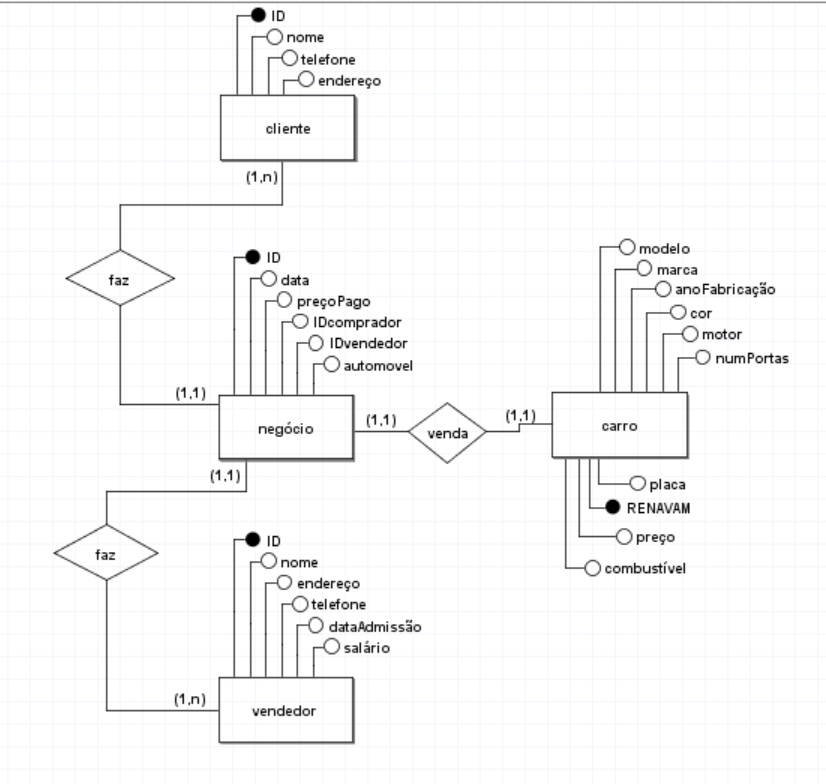 ID
nome
telefone
endereço
cliente
(1,n)
faz
ID
data
preçoPago
IDcomprador
IDvendedor
automovel
(1,1)
negócio
(1,1)
venda
(1,1)
modelo
marca
anoFabricação
cor
motor
numPortas
carro
placa
RENAVAM
preço
combustível
(1,1)
faz
ID
nome
endereço
telefone
dataAdmissão
salário
(1,n)
vendedor